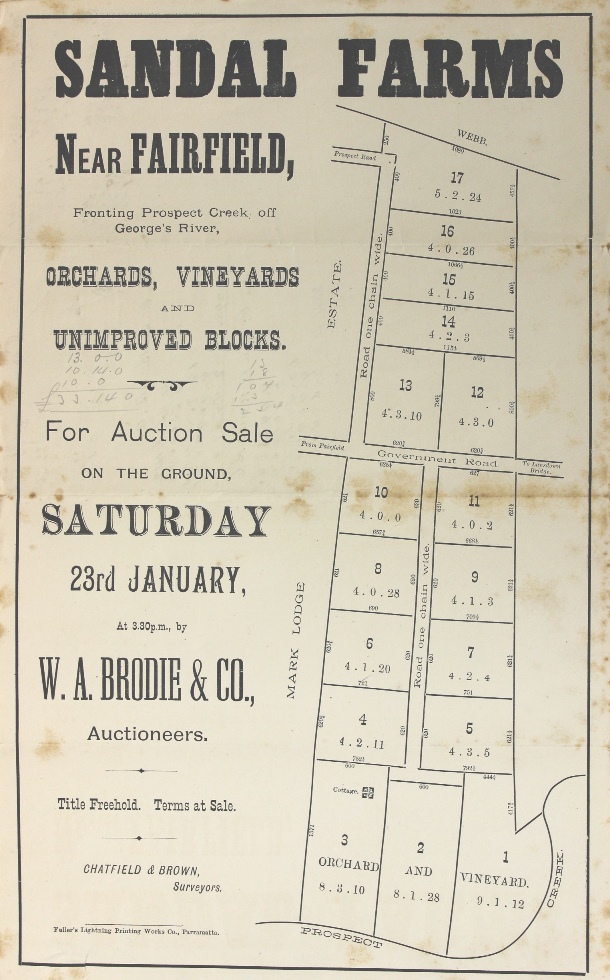 SANDAL FARMS
NEAR FAIRFIELD,
Fronting Prospect Creek, off
George's River,
ORCHARDS, VINEYARDS
AND
UNIMPROVED BLOCKS.
For Auction Sale
ON THE GROUND,
SATURDAY
23rd JANUARY,
At 3.30p.m., by
W. A. BRODIE & CO.,
Auctioneers.
Title Freehold. Terms at Sale.
CHATFIELD & BROWN,
Surveyors.
Fuller's Lightning Printing Works Co., Parramatta.
WEBB.
17
5.2.24
16
4.0.26
15
4.1.15
14
4.2.3
12
4.3.0
13
4.3.10
Prospect Road
Road one chain wide.
ESTATE.
Government Road
To Lansdown
Bridge.
From Fairfield
11
4.0.2
9
4.1.3
7
4.2.4
5
4.3.5
Road one chain wide.
10
4.0.0
8
4.0.28
6
4.1.20
4
4.2.11
MARK LODGE
1
VINEYARD.
9.1.12
2
AND
8.1.28
Cottage
3
ORCHARD
8.3.10
PROSPECT
CREEK.